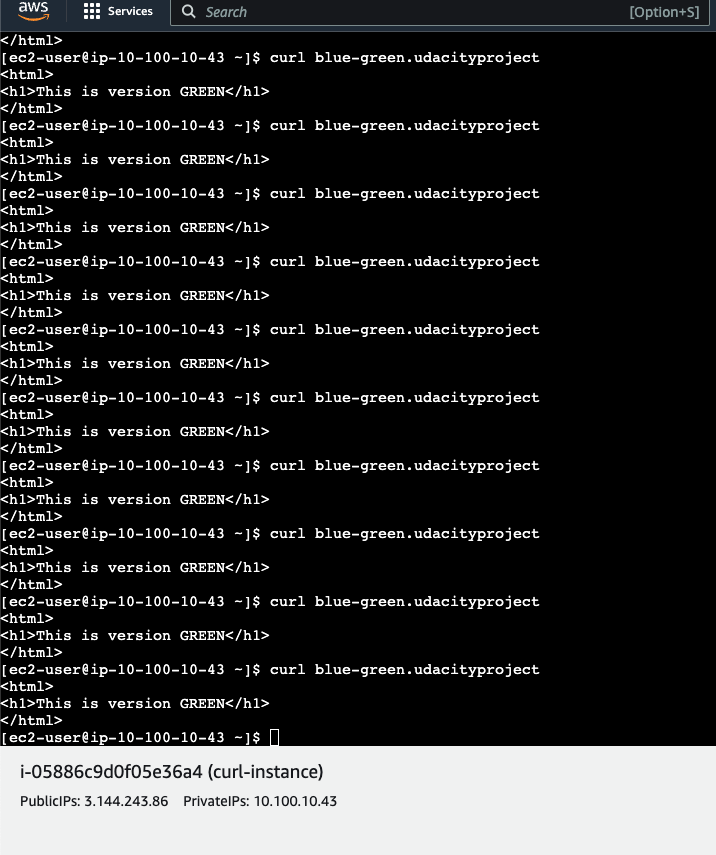 aws
Services
Search
[Option+S]
</html>
[ec2-user@ip-10-100-10-43 ~]$ curl blue-green.udacityproject
<html>
<h1>This is version GREEN</h1>
</html>
[ec2-user@ip-10-100-10-43 ~]$ curl blue-green.udacityproject
<html>
<h1>This is version GREEN</h1>
</html>
[ec2-user@ip-10-100-10-43 ~]$ curl blue-green.udacityproject
<html>
<h1>This is version GREEN</h1>
</html>
[ec2-user@ip-10-100-10-43 ~]$ curl blue-green.udacityproject
<html>
<h1>This is version GREEN</h1>
</html>
[ec2-user@ip-10-100-10-43 ~]$ curl blue-green.udacityproject
<html>
<h1>This is version GREEN</h1>
</html>
[ec2-user@ip-10-100-10-43 ~]$ curl blue-green.udacityproject
<html>
<h1>This is version GREEN</h1>
</html>
[ec2-user@ip-10-100-10-43 ~]$ curl blue-green.udacityproject
<html>
<h1>This is version GREEN</h1>
</html>
[ec2-user@ip-10-100-10-43 ~]$ curl blue-green.udacityproject
<html>
<h1>This is version GREEN</h1>
</html>
[ec2-user@ip-10-100-10-43 ~]$ curl blue-green.udacityproject
<html>
<h1>This is version GREEN</h1>
</html>
[ec2-user@ip-10-100-10-43 ~]$ curl blue-green.udacityproject
<html>
<h1>This is version GREEN</h1>
</html>
[ec2-user@ip-10-100-10-43 ~]$
i-05886c9d0f05e36a4 (curl-instance)
PublicIPs: 3.144.243.86 PrivateIPs: 10.100.10.43